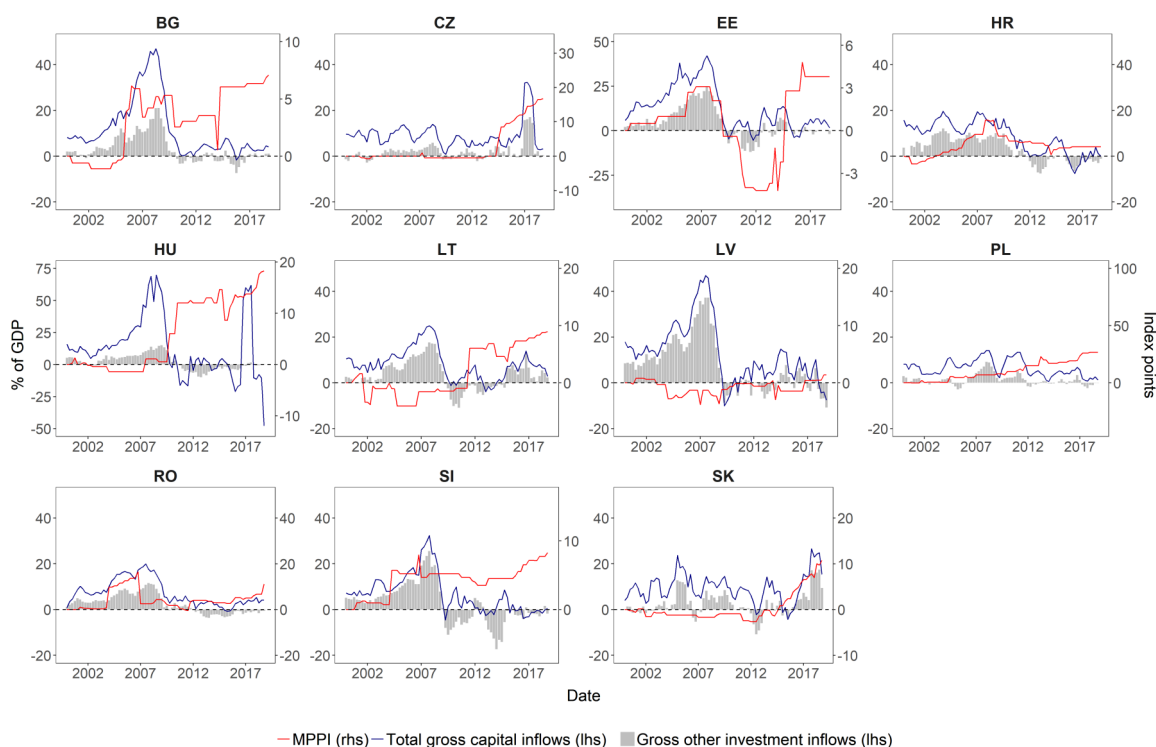 BG CZ EE HR
40 20 0 -20 10 5 0
40 20 0 -20 30 20 10 0 -10
50 25 0 25 6 3 0 3 -4
40 20 0 -20 40 20 0 -20
2002 2007 2012 2017 2002 2007 2012 2017 2002 2007 2012 2017 2002 2007 2012 2017
HU LT LV PL
75 50 25 0 -25 -50 20 10 0 -10
40 20 0 -20 20 10 0
40 20 0 -20 20 10 0
40 20 0 -20 100 50 0
2002 2007 2012 2017 2002 2007 2012 2017 2002 2007 2012 2017 2002 2007 2012 2017
% of GDP
Index points
RO SI SK
40 20 0 -20 40 20 0 -20
40 20 0 -20 10 0
40 20 0 -20 20 10 0 -10
2002 2007 2012 2017 2002 2007 2012 2017 2002 2007 2012 2017
Date
MPPI (rhs) Total gross capital inflows (lhs) Gross other investment inflows (lhs)